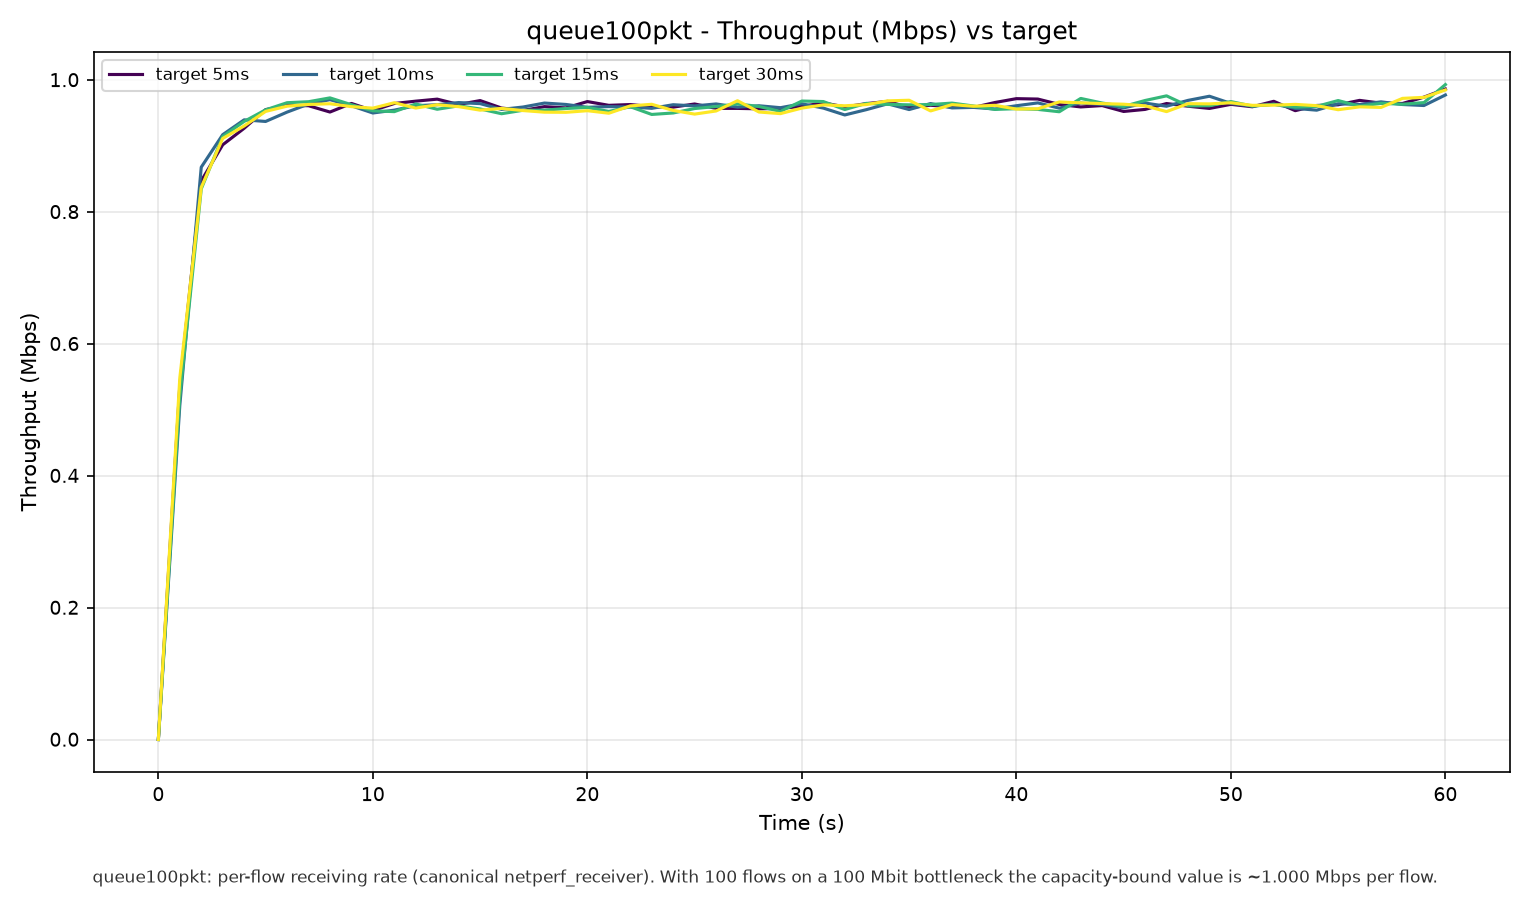 queue100pkt - Throughput (Mbps) vs target
target 5ms target 10ms target 15ms target 30ms
Throughput (Mbps)
1.0
0.8
0.6
0.4
0.2
0.0
0 10 20 30 40 50 60
Time (s)
queue100pkt: per-flow receiving rate (canonical netperf_receiver). With 100 flows on a 100 Mbit bottleneck the capacity-bound value is ~1.000 Mbps per flow.